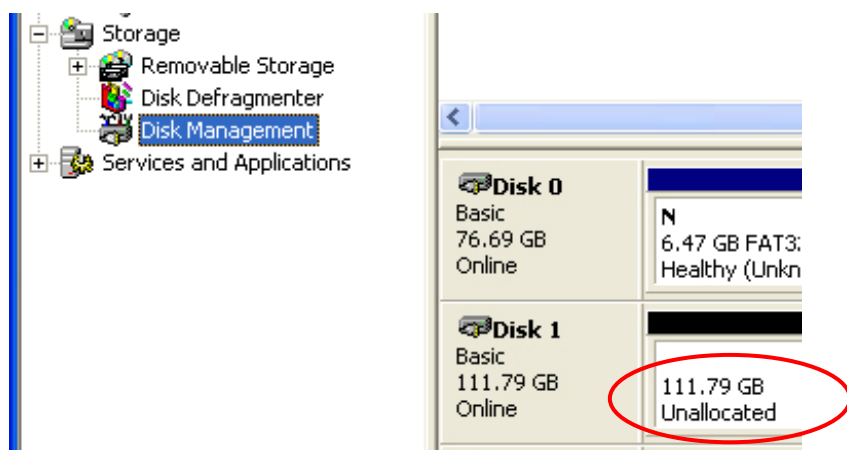 Storage
Removable Storage
Disk Defragmenter
Disk Management
Services and Applications
Disk 0
Basic
76.69 GB
Online
N
6.47 GB FAT32
Healthy (Unkn
Disk 1
Basic
111.79 GB
Online
111.79 GB
Unallocated